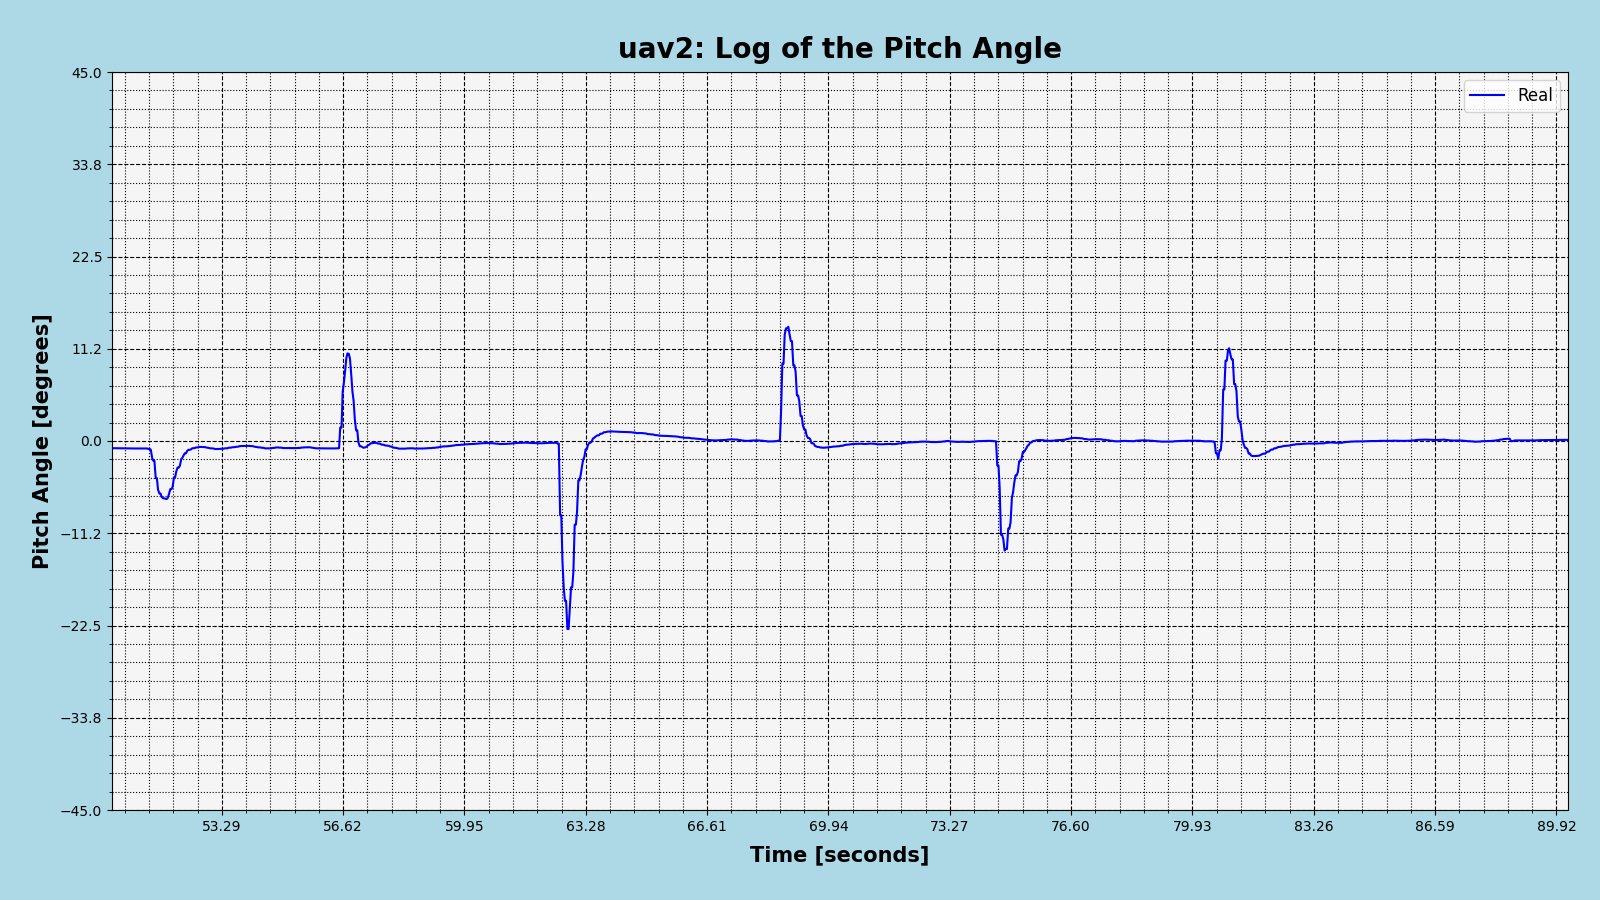 uav2: Log of the Pitch Angle
45.0
33.8
22.5
11.2
0.0
−11.2
−22.5
−33.8
−45.0
Pitch Angle [degrees]
Real
53.29 56.62 59.95 63.28 66.61 69.94 73.27 76.60 79.93 83.26 86.59 89.92
Time [seconds]